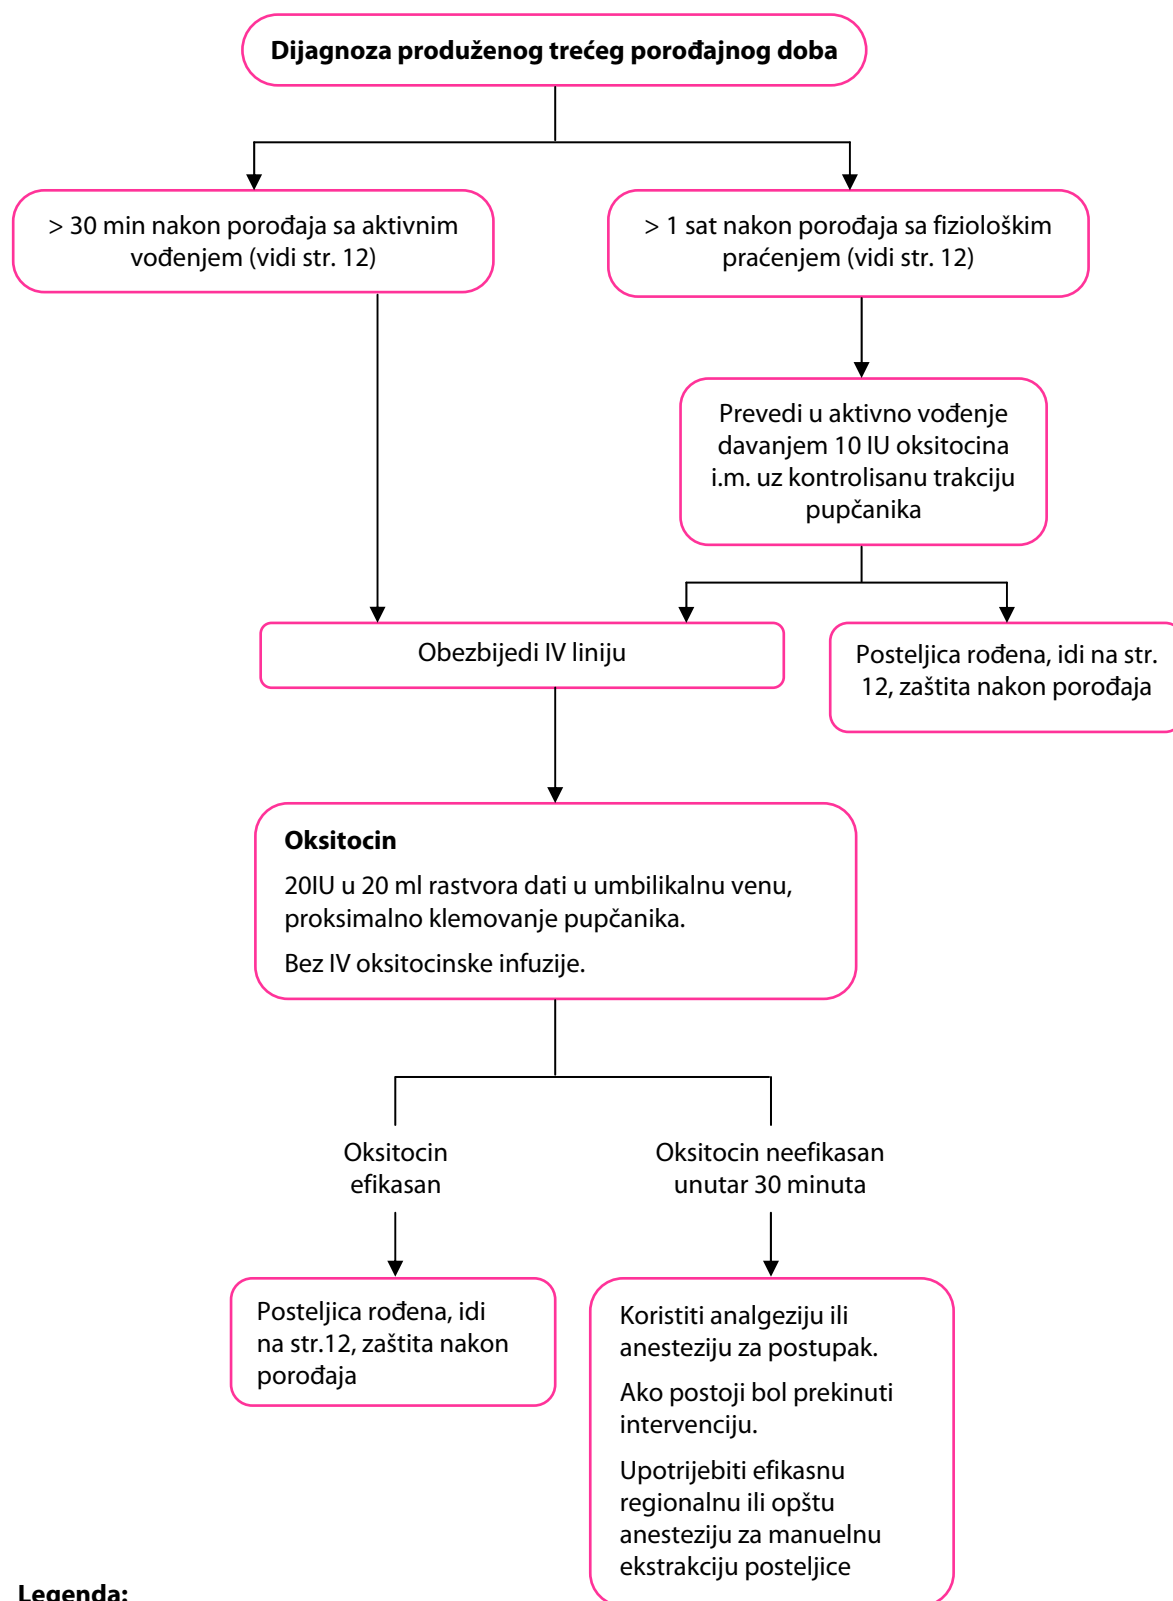 Dijagnoza produženog trećeg porođajnog doba
> 30 min nakon porođaja sa aktivnim
vođenjem (vidi str. 12)
> 1 sat nakon porođaja sa fiziološkim
praćenjem (vidi str. 12)
Prevedi u aktivno vođenje
davanjem 10 IU oksitocina
i.m. uz kontrolisanu trakciju
pupčanika
Obezbijedi IV liniju
Posteljica rođena, idi na str.
12, zaštita nakon porođaja
Oksitocin
20IU u 20 ml rastvora dati u umbilikalnu venu,
proksimalno klemovanje pupčanika.
Bez IV oksitocinske infuzije.
Oksitocin
efikasan
Oksitocin neefikasan
unutar 30 minuta
Posteljica rođena, idi
na str.12, zaštita nakon
porođaja
Koristiti analgeziju ili
anesteziju za postupak.
Ako postoji bol prekinuti
intervenciju.
Upotrijebiti efikasnu
regionalnu ili opštu
anesteziju za manuelnu
ekstrakciju posteljice
Legenda: